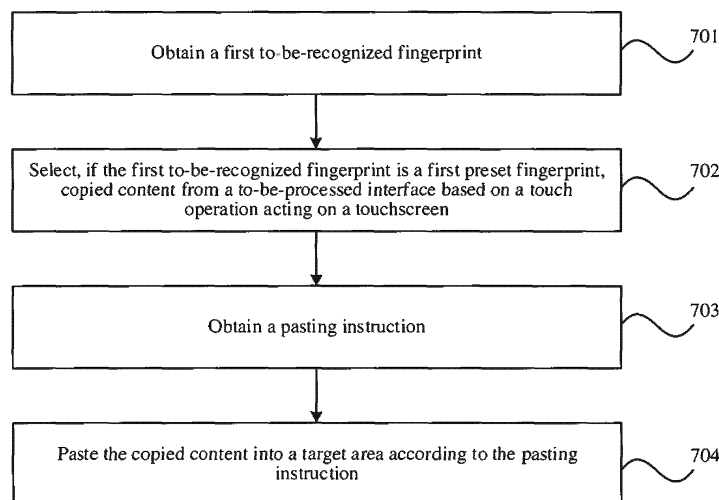 Obtain a first to-be-recognized fingerprint
701
Select, if the first to-be-recognized fingerprint is a first preset fingerprint,
copied content from a to-be-processed interface based on a touch
operation acting on a touchscreen
702
Obtain a pasting instruction
703
Paste the copied content into a target area according to the pasting
instruction
704